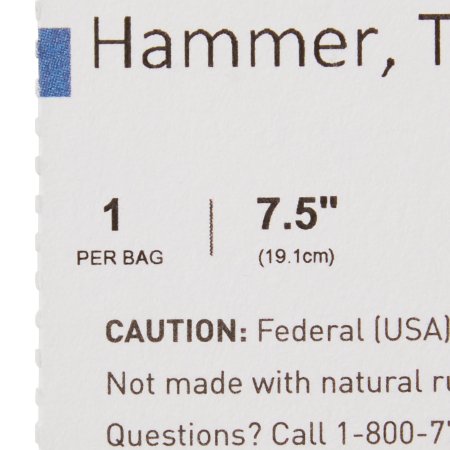 Hammer, T
1 7.5"
PER BAG (19.1cm)
CAUTION: Federal (USA)
Not made with natural ru
Questions? Call 1-800-7